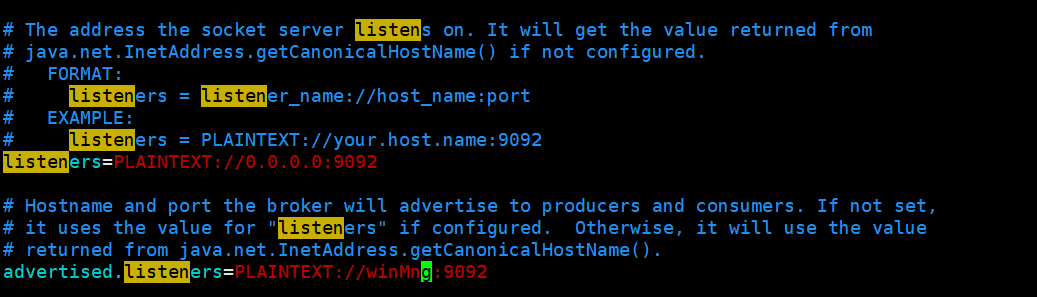 # The address the socket server listens on. It will get the value returned from
# java.net.InetAddress.getCanonicalHostName() if not configured.
#   FORMAT:
#     listeners = listener_name://host_name:port
#   EXAMPLE:
#     listeners = PLAINTEXT://your.host.name:9092
listeners=PLAINTEXT://0.0.0.0:9092
# Hostname and port the broker will advertise to producers and consumers. If not set,
# it uses the value for "listeners" if configured.  Otherwise, it will use the value
# returned from java.net.InetAddress.getCanonicalHostName().
advertised.listeners=PLAINTEXT://winMng:9092